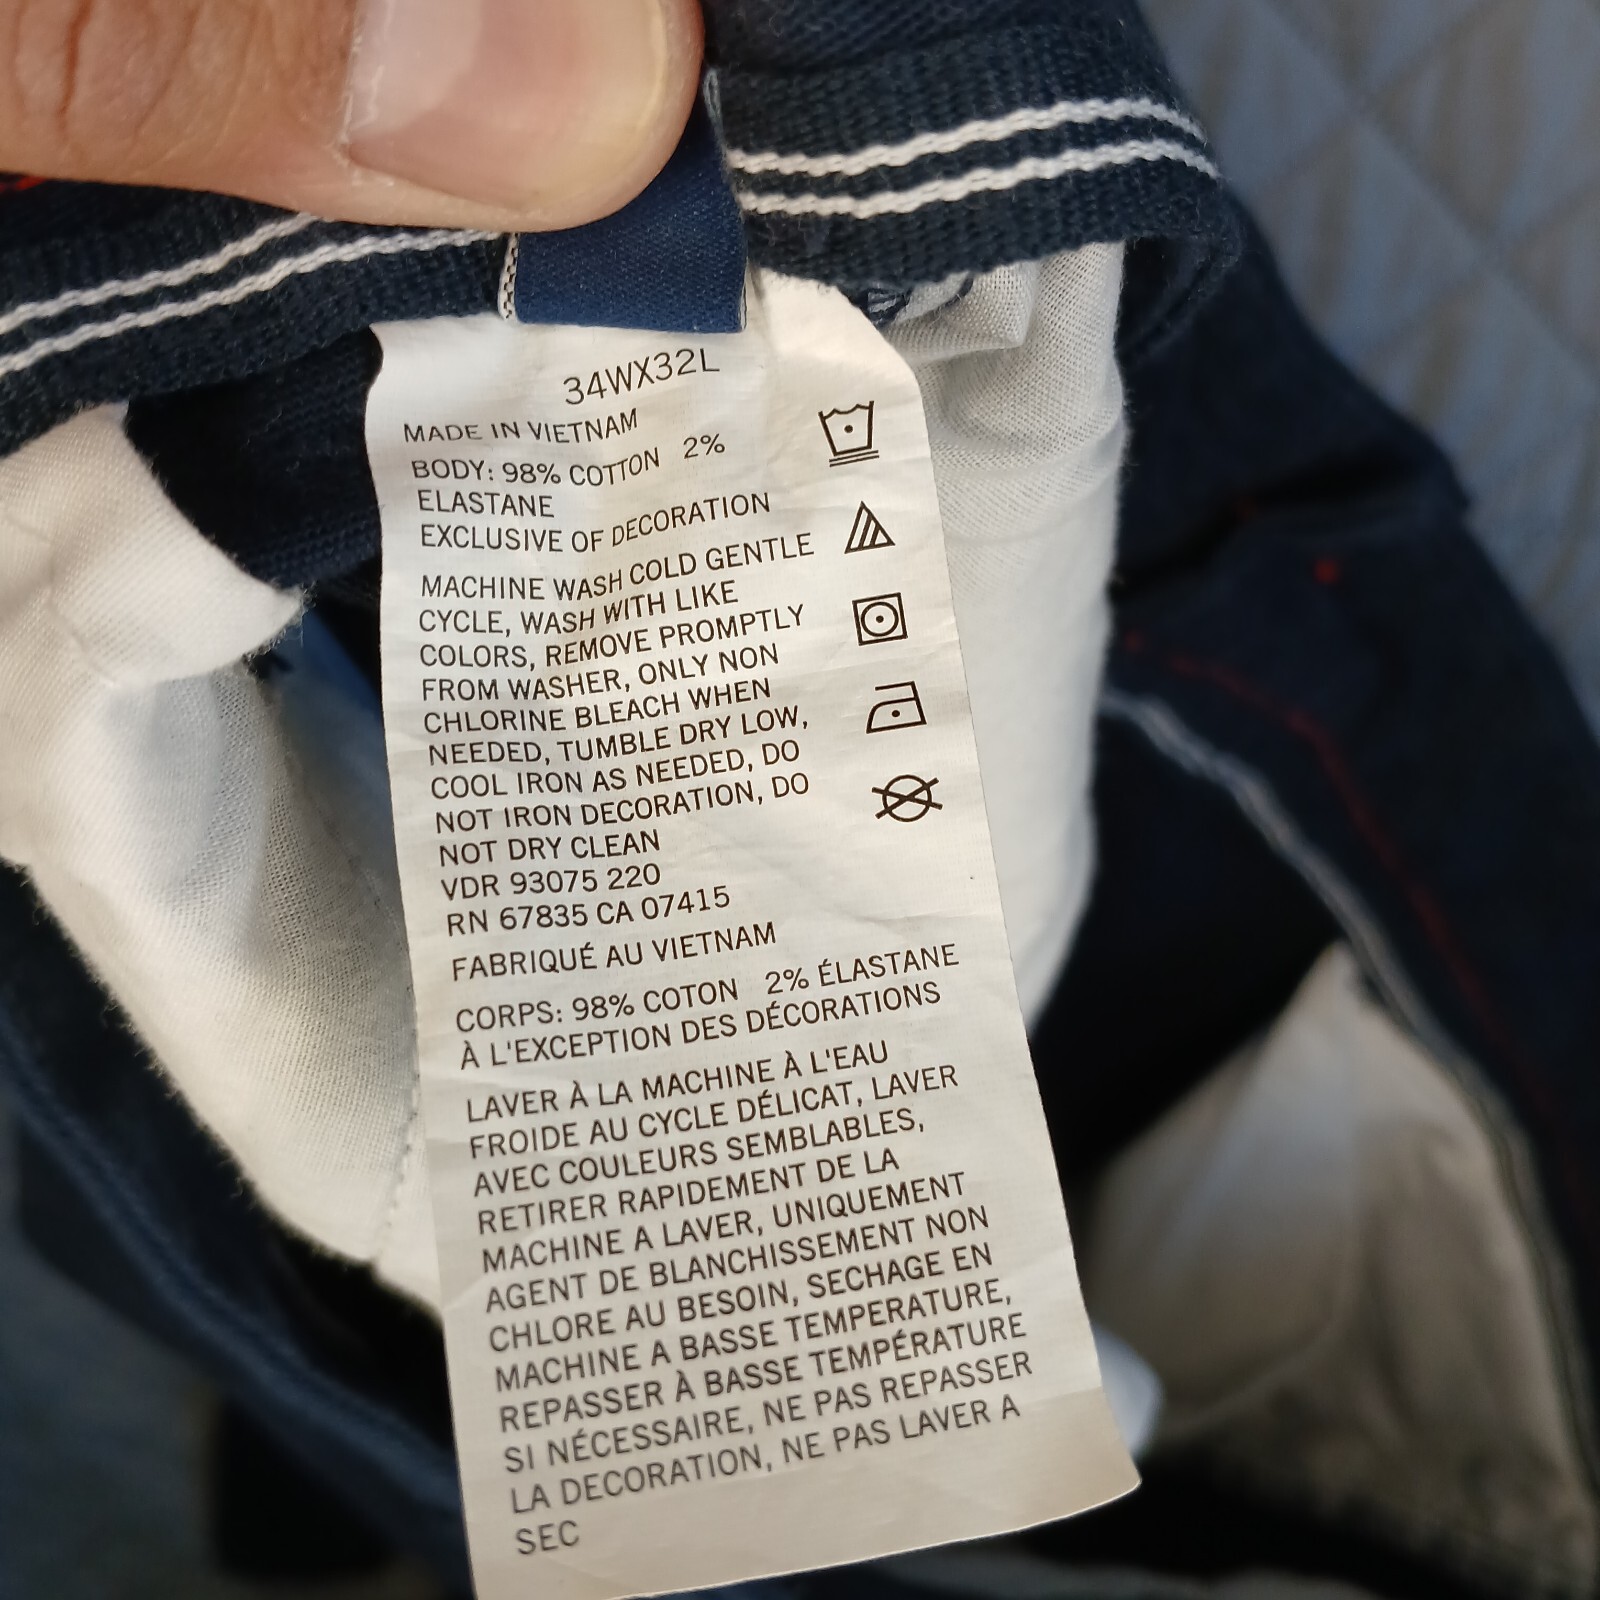 34WX32L
MADE IN VIETNAM
BODY: 98% COTTON 2%
ELASTANE
EXCLUSIVE OF DECORATION
MACHINE WASH COLD GENTLE
CYCLE, WASH WITH LIKE
COLORS, REMOVE PROMPTLY
FROM WASHER, ONLY NON
CHLORINE BLEACH WHEN
NEEDED, TUMBLE DRY LOW,
COOL IRON AS NEEDED, DO
NOT IRON DECORATION, DO
NOT DRY CLEAN
VDR 93075 220
RN 67835 CA 07415
FABRIQUÉ AU VIETNAM
CORPS: 98% COTON 2% ÉLASTANE
À L'EXCEPTION DES DÉCORATIONS
LAVER À LA MACHINE À L'EAU
FROIDE AU CYCLE DÉLICAT, LAVER
AVEC COULEURS SEMBLABLES,
RETIRER RAPIDEMENT DE LA
MACHINE A LAVER, UNIQUEMENT
AGENT DE BLANCHISSEMENT NON
CHLORE AU BESOIN, SECHAGE EN
MACHINE A BASSE TEMPERATURE,
REPASSER À BASSE TEMPÉRATURE
SI NÉCESSAIRE, NE PAS REPASSER
LA DECORATION, NE PAS LAVER A
SEC